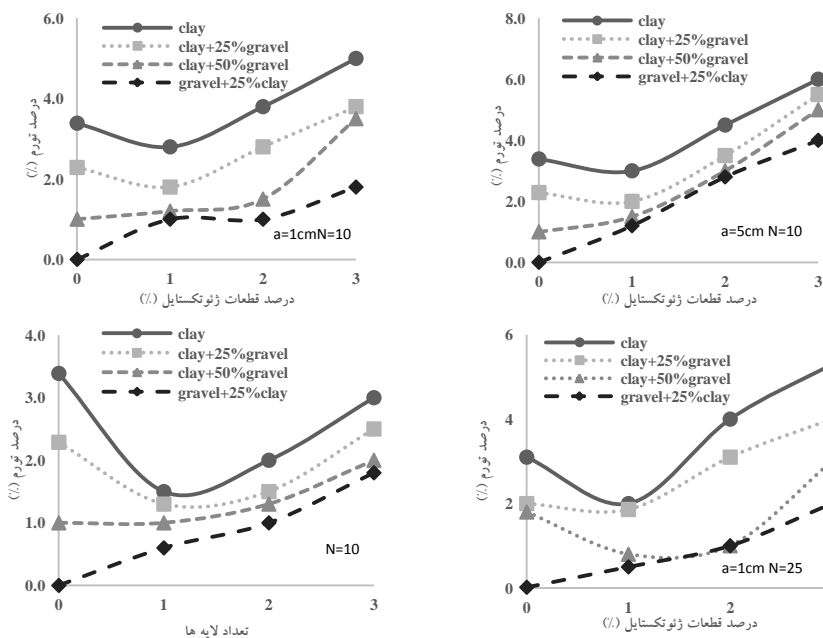 6.0
4.0
2.0
0.0
0 1 2 3
clay
clay+25%gravel
clay+50%gravel
gravel+25%clay
a=1cmN=10
درصد تورم (٪)
درصد قطعات ژئوتکستایل (٪)
8.0
6.0
4.0
2.0
0.0
0 1 2 3
clay
clay+25%gravel
clay+50%gravel
gravel+25%clay
a=5cm N=10
درصد تورم (٪)
درصد قطعات ژئوتکستایل (٪)
4.0
3.0
2.0
1.0
0.0
0 1 2 3
clay
clay+25%gravel
clay+50%gravel
gravel+25%clay
N=10
درصد تورم (٪)
تعداد لایه ها
6
4
2
0
0 1 2
clay
clay+25%gravel
clay+50%gravel
gravel+25%clay
a=1cm N=25
درصد تورم (٪)
درصد قطعات ژئوتکستایل (٪)